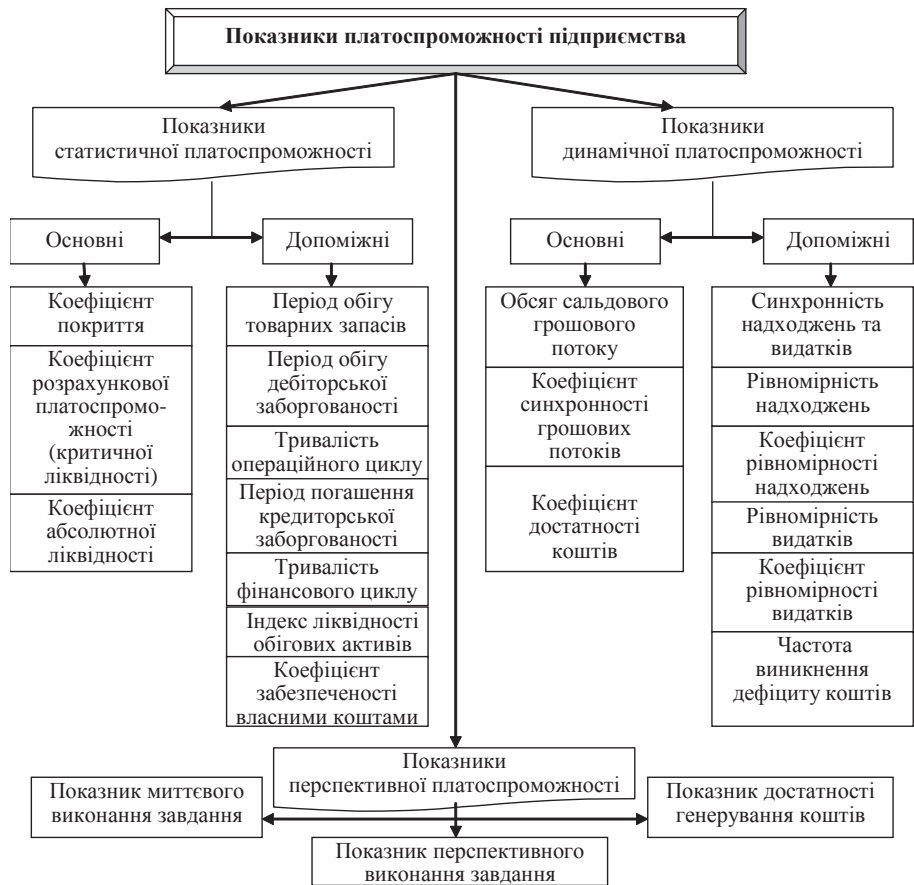 Показники платоспроможності підприємства
Показники
статистичної платоспроможності
Показники
динамічної платоспроможності
Основні
Допоміжні
Основні
Допоміжні
Коефіцієнт
покриття
Коефіцієнт
розрахункової
платоспромо-
жності
(критичної
ліквідності)
Коефіцієнт
абсолютної
ліквідності
Період обігу
товарних запасів
Період обігу
дебіторської
заборгованості
Тривалість
операційного циклу
Період погашення
кредиторської
заборгованості
Тривалість
фінансового циклу
Індекс ліквідності
обігових активів
Коефіцієнт
забезпеченості
власними коштами
Обсяг сальдового
грошового
потоку
Коефіцієнт
синхронності
грошових
потоків
Коефіцієнт
достатності
коштів
Синхронність
надходжень та
видатків
Рівномірність
надходжень
Коефіцієнт
рівномірності
надходжень
Рівномірність
видатків
Коефіцієнт
рівномірності
видатків
Частота
виникнення
дефіциту коштів
Показники
перспективної платоспроможності
Показник миттєвого
виконання завдання
Показник достатності
генерування коштів
Показник перспективного
виконання завдання